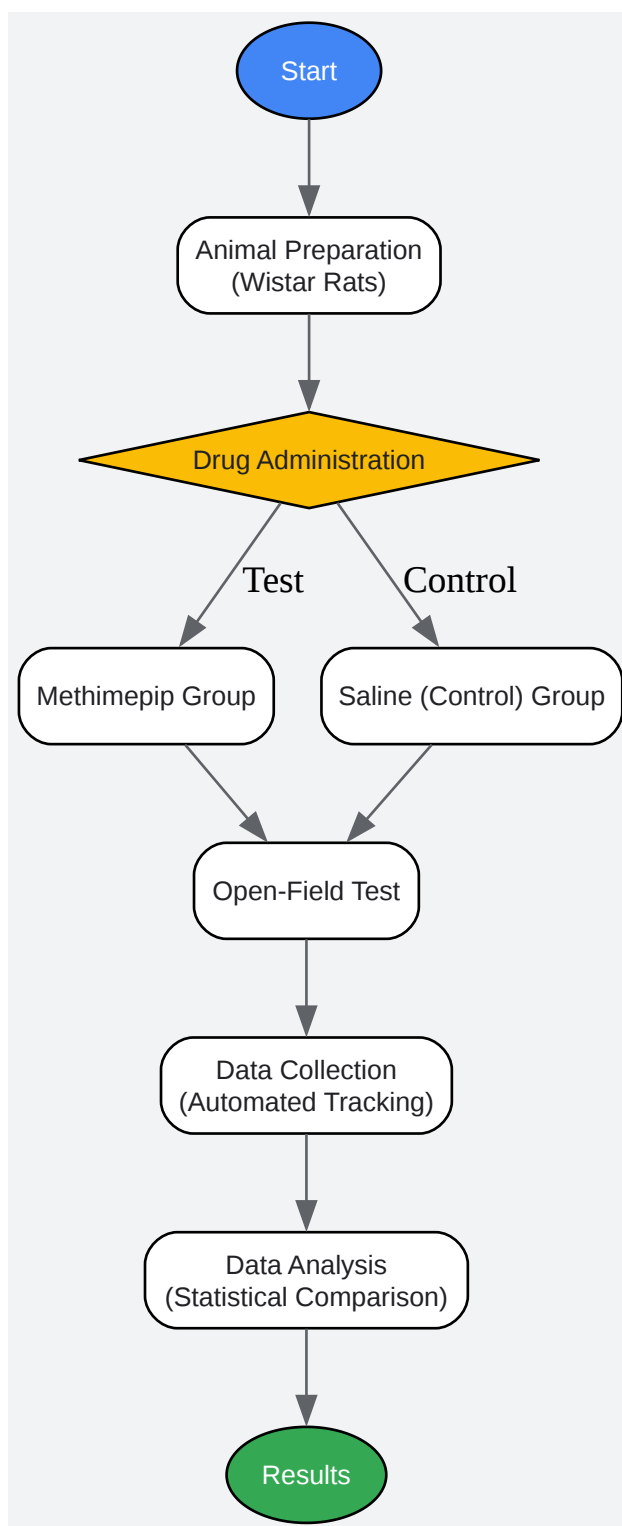 Start
Animal Preparation
(Wistar Rats)
Drug Administration
Test
Control
Methimepip Group
Saline (Control) Group
Open-Field Test
Data Collection
(Automated Tracking)
Data Analysis
(Statistical Comparison)
Results